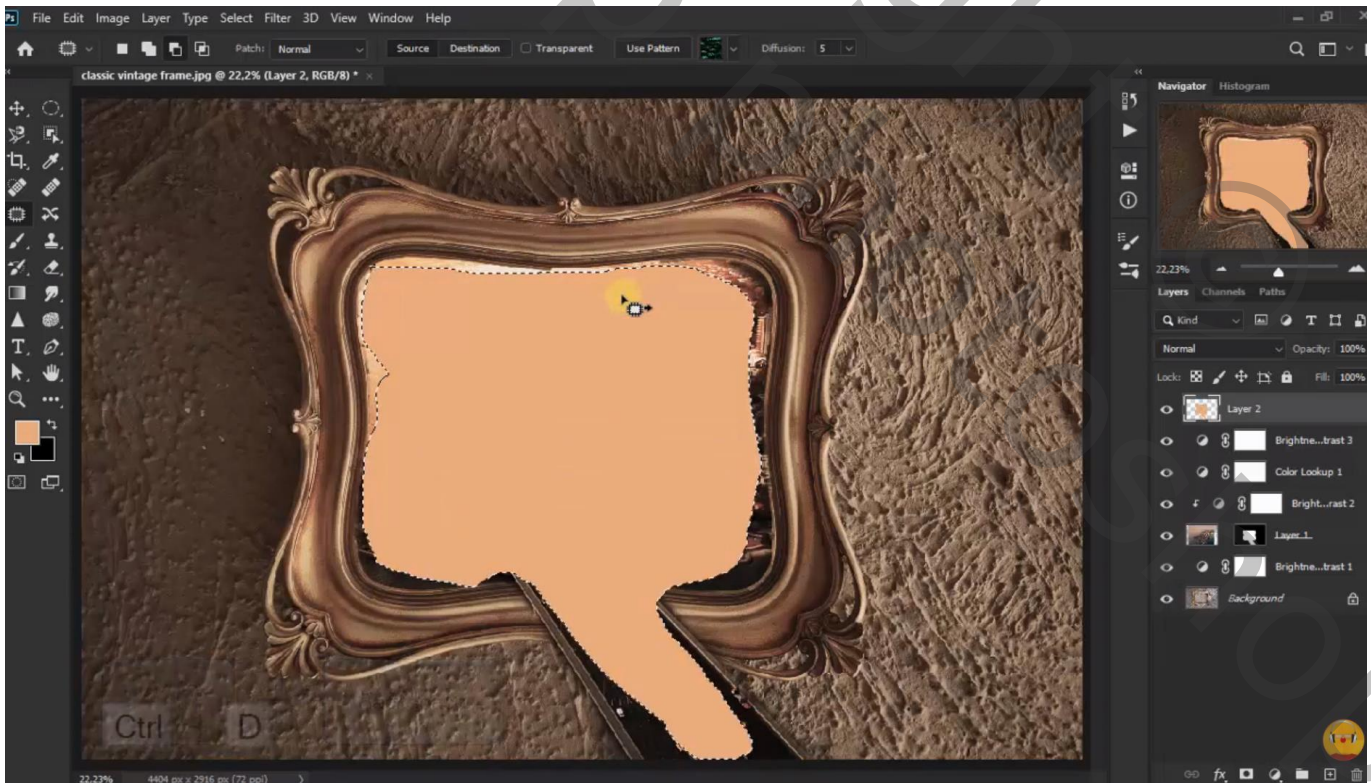 Ps File Edit Image Layer Type Select Filter 3D View Window Help
Patch: Normal Source Destination Transparent Use Pattern Diffusion: 5
classic vintage frame.jpg @ 22,2% (Layer 2, RGB/8) * ×
Navigator Histogram
22,23%
Layers Channels Paths
Kind
Normal Opacity: 100%
Lock: Fill: 100%
Layer 2
Brightne...trast 3
Color Lookup 1
Bright...rast 2
Layer 1
Brightne...trast 1
Background
Ctrl D
22,23% 4404 px x 2916 px (72 ppi)